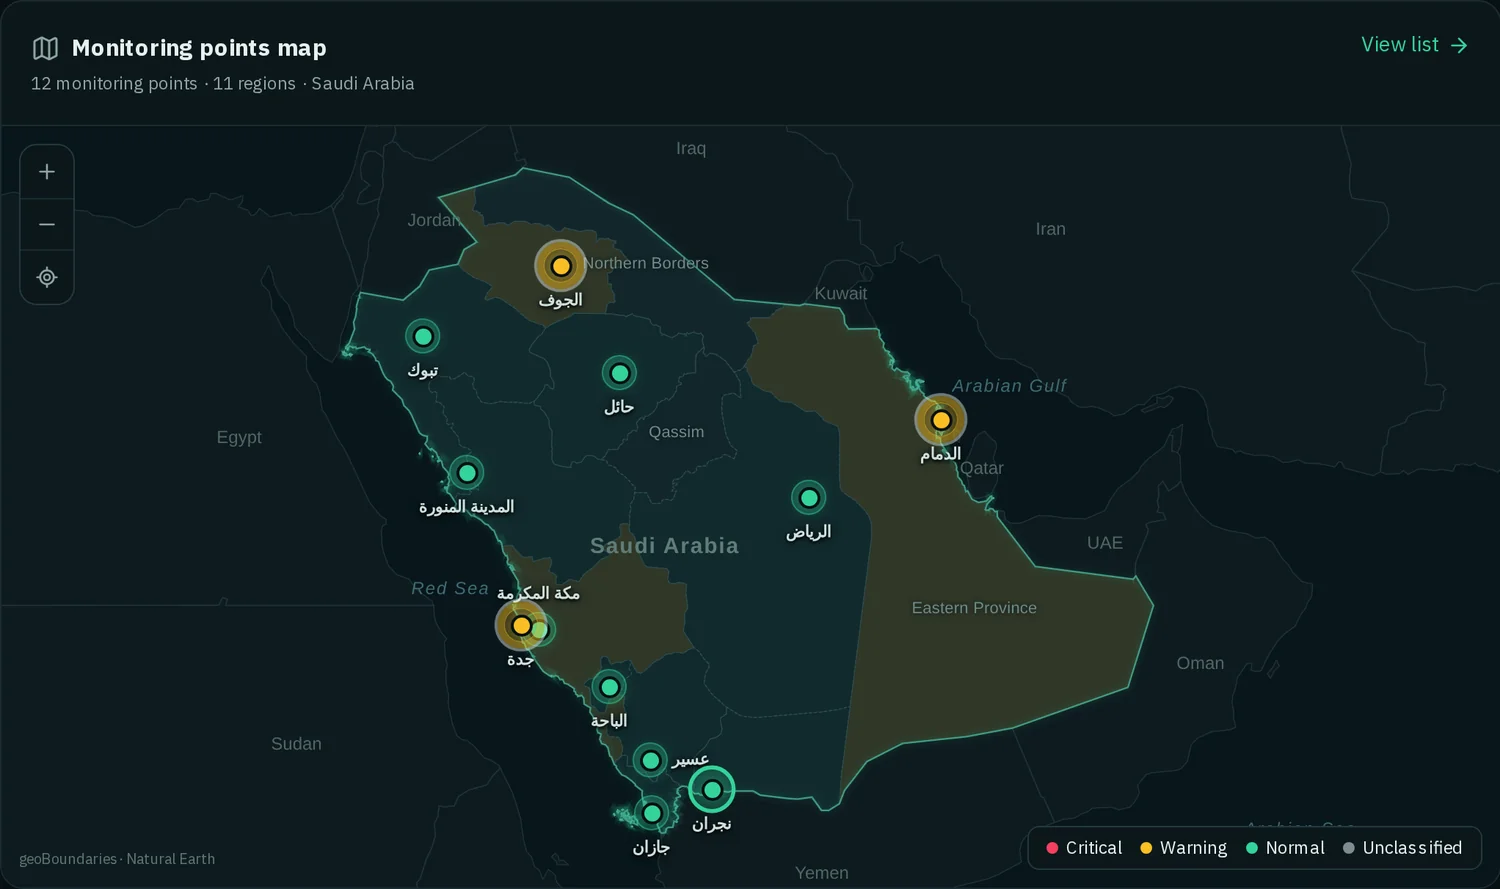 Monitoring points map
View list
12 monitoring points · 11 regions · Saudi Arabia
Iraq
Jordan
Iran
Northern Borders
Kuwait
الجوف
تبوك
Arabian Gulf
حائل
Qassim
Egypt
الدمام
Qatar
المدينة المنورة
الرياض
Saudi Arabia
UAE
Red Sea
مكة المكرمة
Eastern Province
جدة
Oman
الباحة
Sudan
عسير
نجران
جازان
Arabian Sea
Critical
Warning
Normal
Unclassified
geoBoundaries · Natural Earth
Yemen